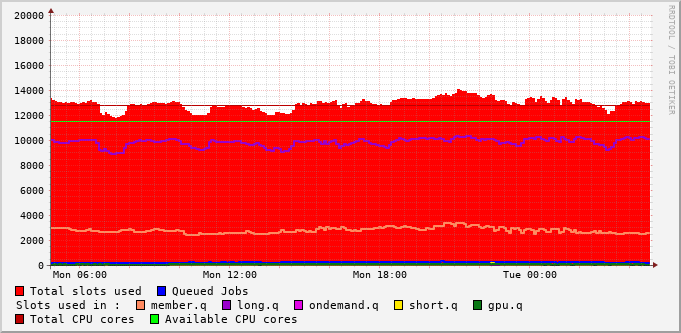 20000
18000
16000
14000
12000
10000
8000
6000
4000
2000
0
Mon 06:00 Mon 12:00 Mon 18:00 Tue 00:00
RRDTOOL / TOBI OETIKER
Total slots used Queued Jobs
Slots used in : member.q long.q ondemand.q short.q gpu.q
Total CPU cores Available CPU cores